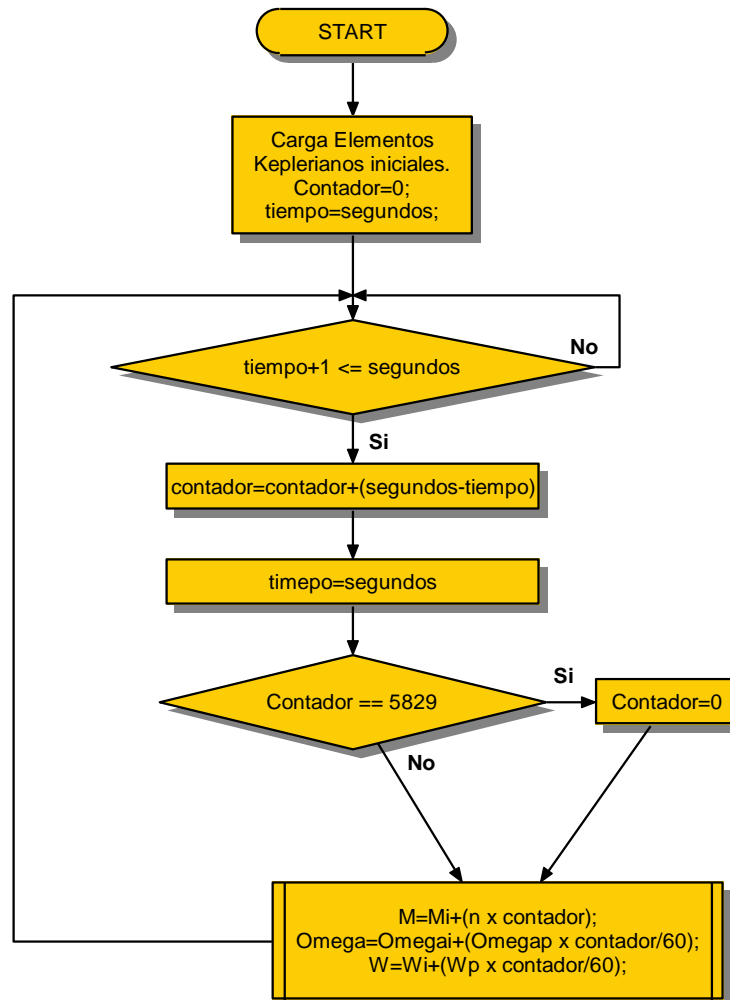 START
Carga Elementos
Keplerianos iniciales.
Contador=0;
tiempo=segundos;
tiempo+1 <= segundos
No
Si
contador=contador+(segundos-tiempo)
timepo=segundos
Contador == 5829
Si
Contador=0
No
M=Mi+(n x contador);
Omega=Omegai+(Omegap x contador/60);
W=Wi+(Wp x contador/60);